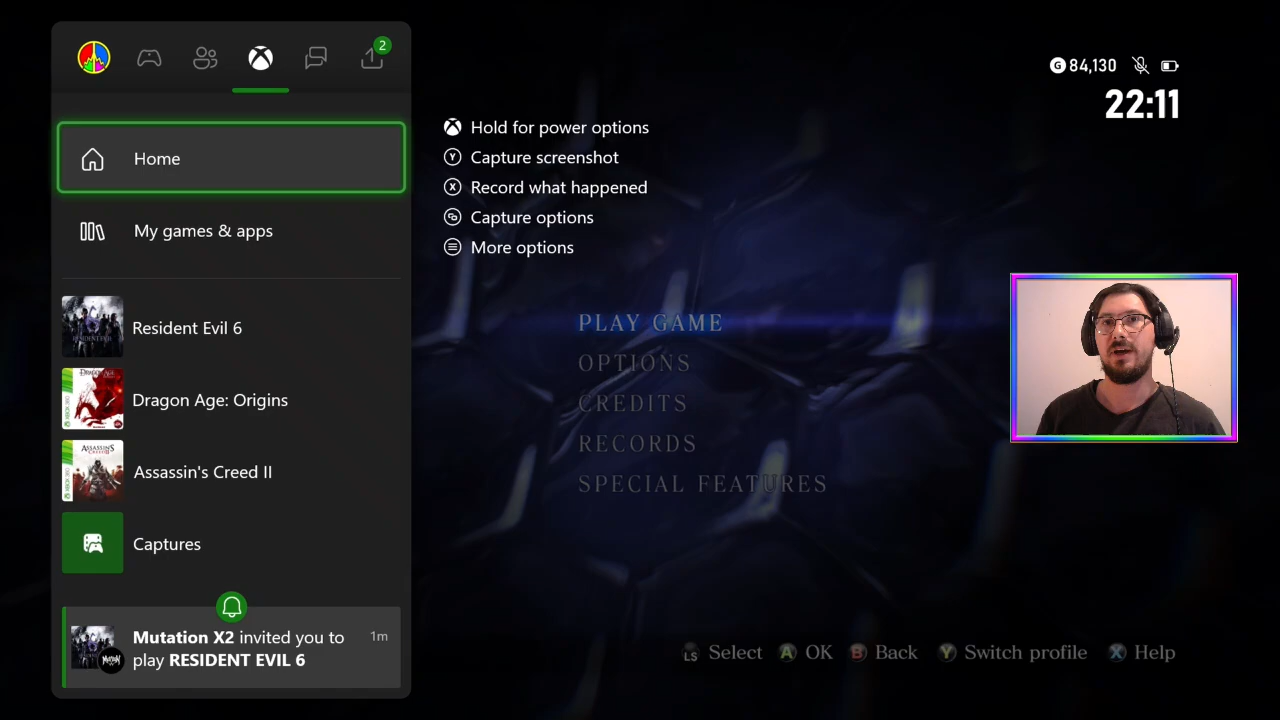 2
G 84,130
22:11
Home
My games & apps
Resident Evil 6
Dragon Age: Origins
Assassin's Creed II
Captures
Mutation X2 invited you to
play RESIDENT EVIL 6
1m
Hold for power options
Y Capture screenshot
X Record what happened
Capture options
More options
PLAY GAME
OPTIONS
CREDITS
RECORDS
SPECIAL FEATURES
LS Select A OK B Back Y Switch profile X Help